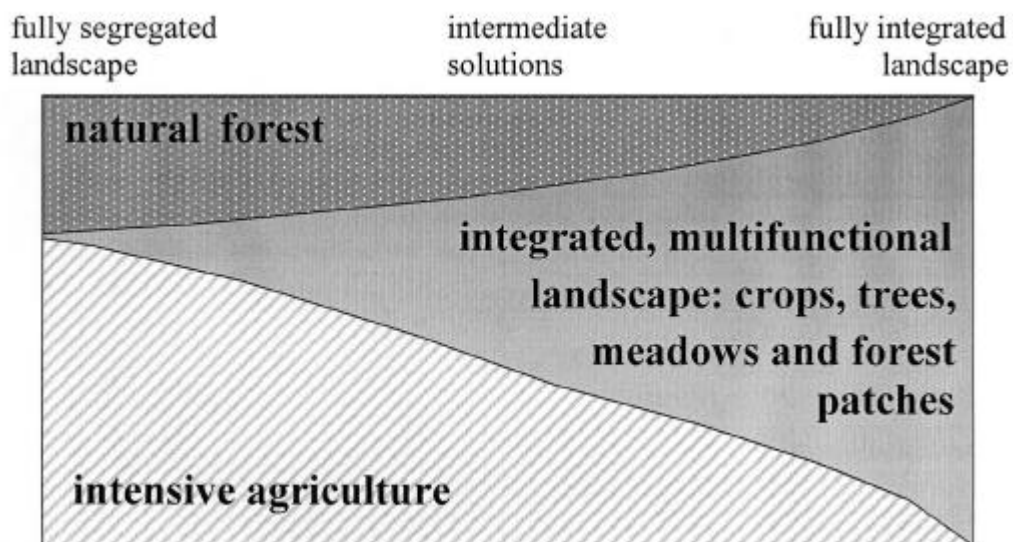 fully segregated
landscape
intermediate
solutions
fully integrated
landscape
natural forest
integrated, multifunctional
landscape: crops, trees,
meadows and forest
patches
intensive agriculture